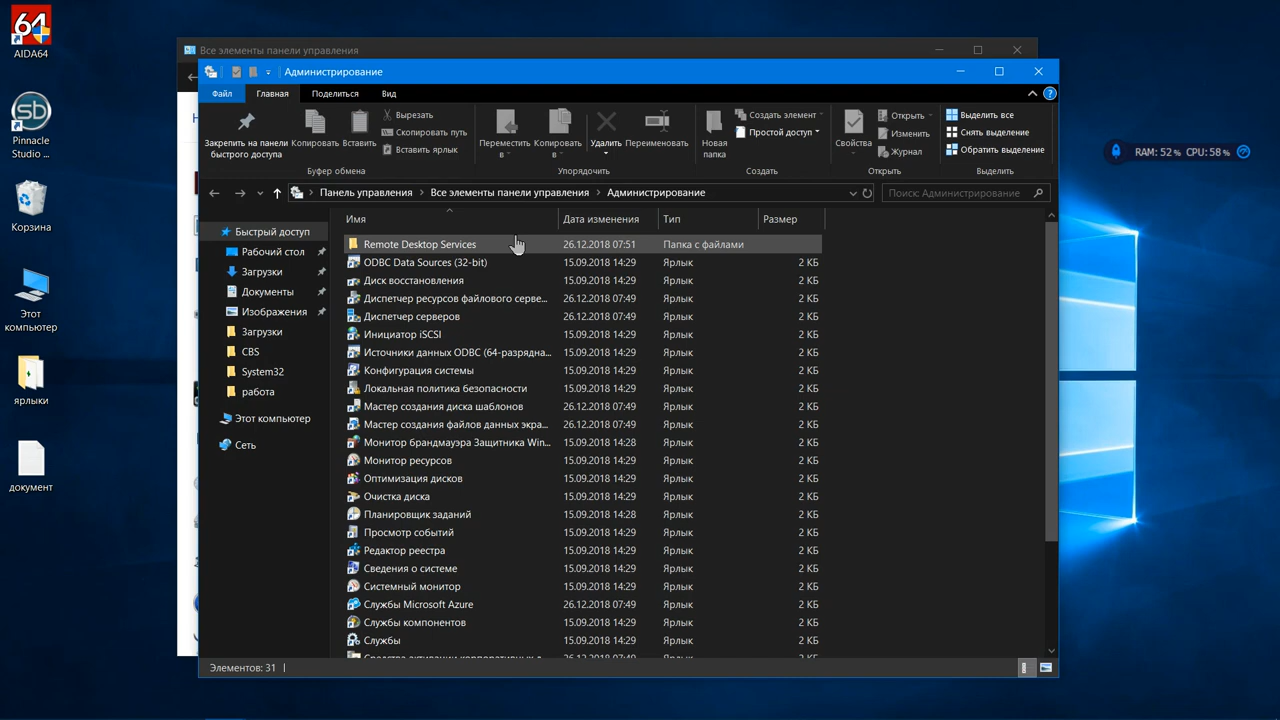 64
AIDA64
Pinnacle
Studio ...
Корзина
Этот
компьютер
ярлыки
документ
Все элементы панели управления
Администрирование
Файл
Главная
Поделиться
Вид
Закрепить на панели
быстрого доступа
Копировать
Вставить
Вырезать
Скопировать путь
Вставить ярлык
Буфер обмена
Переместить
в
Копировать
в
Удалить
Переименовать
Упорядочить
Новая
папка
Создать элемент
Простой доступ
Создать
Свойства
Открыть
Изменить
Журнал
Открыть
Выделить все
Снять выделение
Обратить выделение
Выделить
Панель управления
Все элементы панели управления
Администрирование
Поиск: Администрирование
RAM: 52% CPU: 58%
Быстрый доступ
Рабочий стол
Загрузки
Документы
Изображения
Загрузки
CBS
System32
работа
Этот компьютер
Сеть
Имя Дата изменения Тип Размер
Remote Desktop Services 26.12.2018 07:51 Папка с файлами
ODBC Data Sources (32-bit) 15.09.2018 14:29 Ярлык 2 КБ
Диск восстановления 15.09.2018 14:29 Ярлык 2 КБ
Диспетчер ресурсов файлового серве... 26.12.2018 07:49 Ярлык 2 КБ
Диспетчер серверов 26.12.2018 07:49 Ярлык 2 КБ
Инициатор iSCSI 15.09.2018 14:29 Ярлык 2 КБ
Источники данных ODBC (64-разрядна... 15.09.2018 14:29 Ярлык 2 КБ
Конфигурация системы 15.09.2018 14:29 Ярлык 2 КБ
Локальная политика безопасности 15.09.2018 14:29 Ярлык 2 КБ
Мастер создания диска шаблонов 26.12.2018 07:49 Ярлык 2 КБ
Мастер создания файлов данных экра... 26.12.2018 07:49 Ярлык 2 КБ
Монитор брандмауэра Защитника Win... 15.09.2018 14:28 Ярлык 2 КБ
Монитор ресурсов 15.09.2018 14:29 Ярлык 2 КБ
Оптимизация дисков 15.09.2018 14:29 Ярлык 2 КБ
Очистка диска 15.09.2018 14:29 Ярлык 2 КБ
Планировщик заданий 15.09.2018 14:28 Ярлык 2 КБ
Просмотр событий 15.09.2018 14:29 Ярлык 2 КБ
Редактор реестра 15.09.2018 14:29 Ярлык 2 КБ
Сведения о системе 15.09.2018 14:29 Ярлык 2 КБ
Системный монитор 15.09.2018 14:29 Ярлык 2 КБ
Службы Microsoft Azure 26.12.2018 07:49 Ярлык 2 КБ
Службы компонентов 15.09.2018 14:29 Ярлык 2 КБ
Службы 15.09.2018 14:29 Ярлык 2 КБ
Элементов: 31